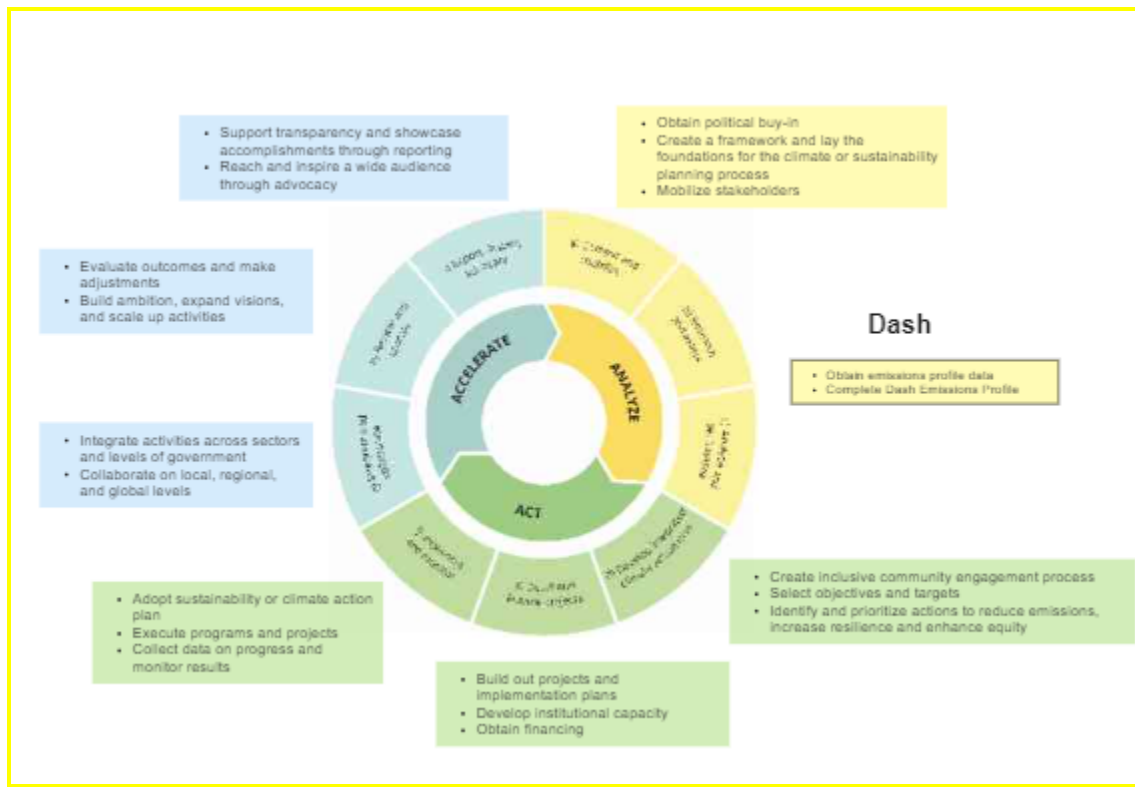 • Support transparency and showcase
accomplishments through reporting
• Reach and inspire a wide audience
through advocacy
• Obtain political buy-in
• Create a framework and lay the
foundations for the climate or sustainability
planning process
• Mobilize stakeholders
• Evaluate outcomes and make
adjustments
• Build ambition, expand visions,
and scale up activities
Dash
• Obtain emissions profile data
• Complete Dash Emissions Profile
ACCELERATE
ANALYZE
ACT
• Integrate activities across sectors
and levels of government
• Collaborate on local, regional,
and global levels
• Create inclusive community engagement process
• Select objectives and targets
• Identify and prioritize actions to reduce emissions,
increase resilience and enhance equity
• Adopt sustainability or climate action
plan
• Execute programs and projects
• Collect data on progress and
monitor results
• Build out projects and
implementation plans
• Develop institutional capacity
• Obtain financing